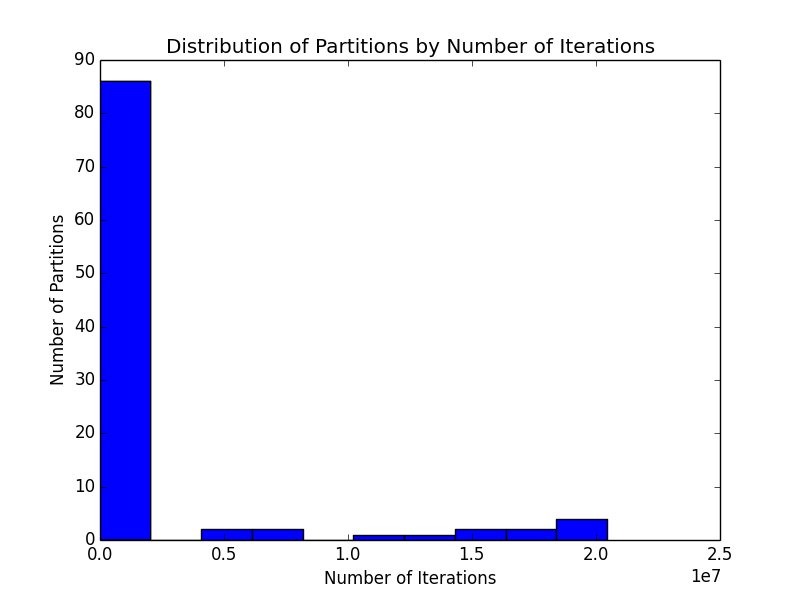 Distribution of Partitions by Number of Iterations
90
80
70
60
50
40
30
20
10
0
Number of Partitions
0.0 0.5 1.0 1.5 2.0 2.5
1e7
Number of Iterations